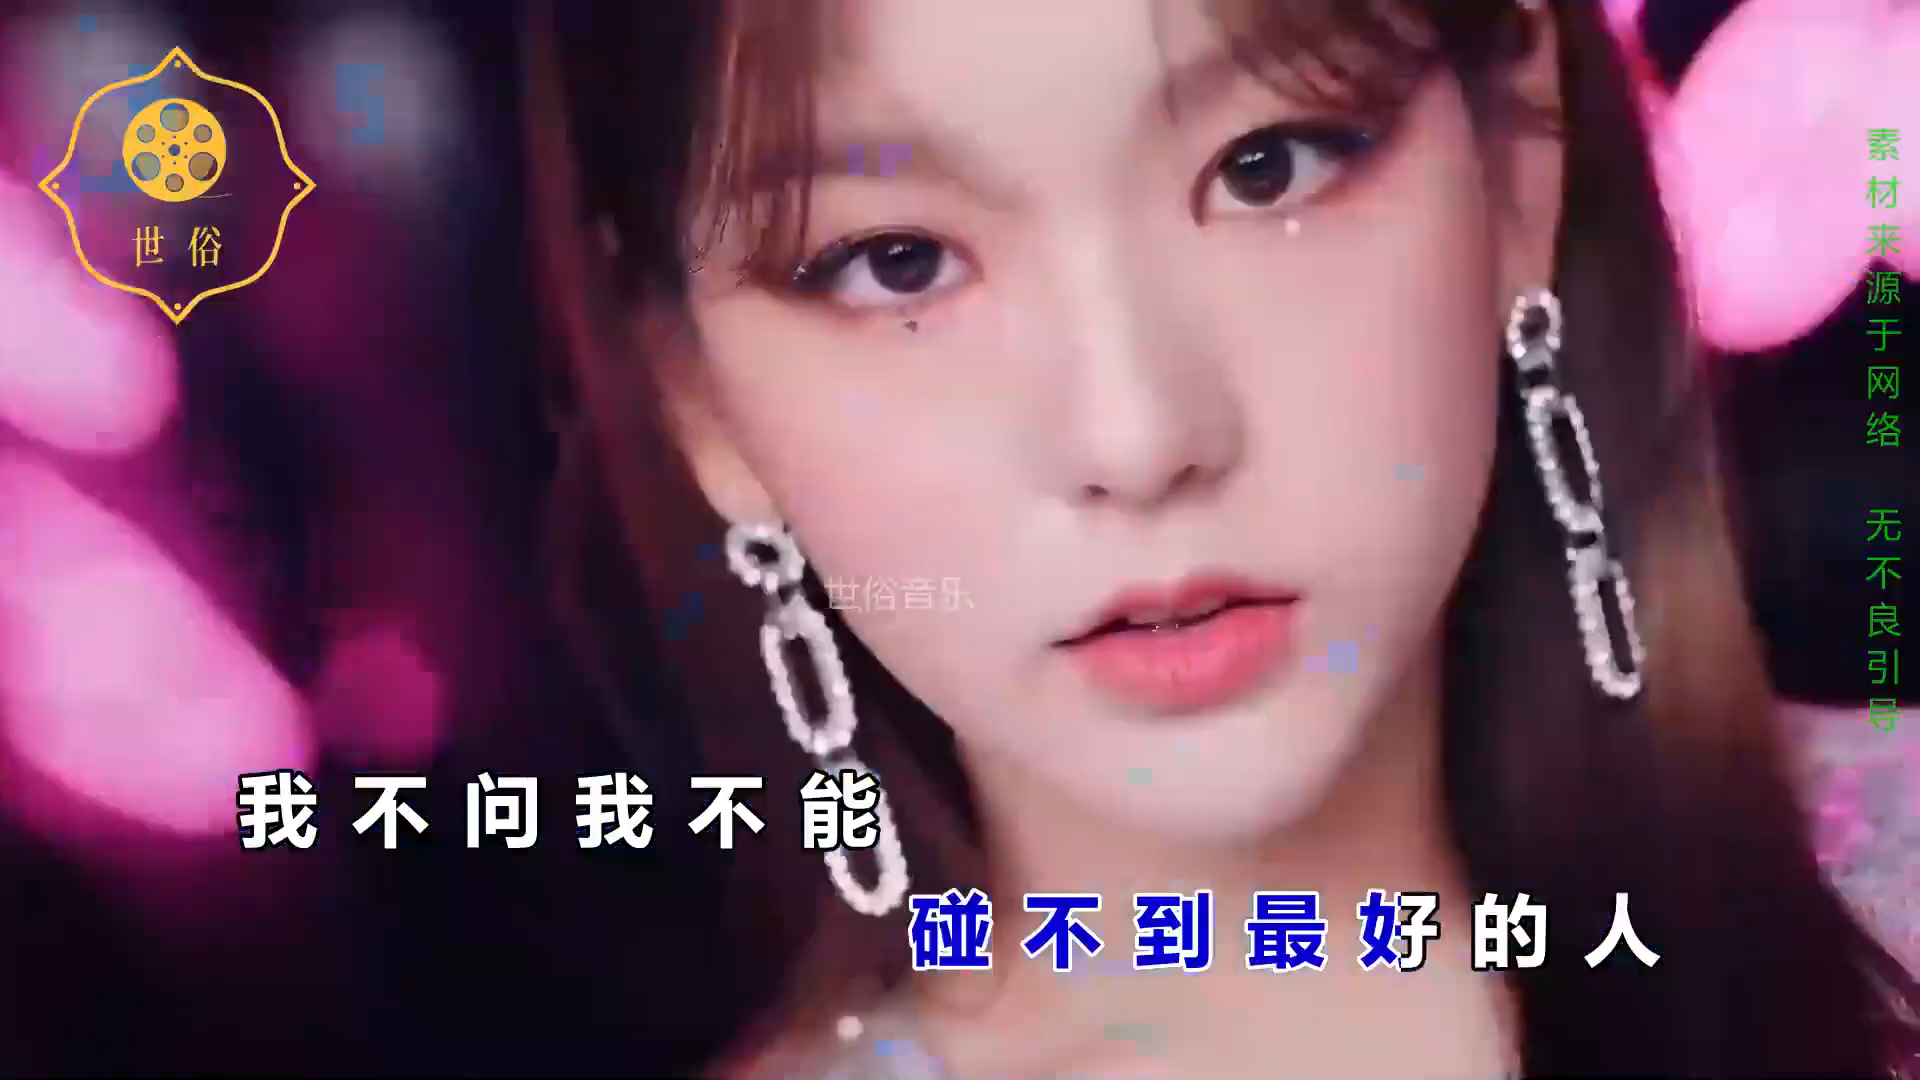 世俗
素材来源于网络 无不良引导
世俗音乐
我不问我不能
碰不到最好的人